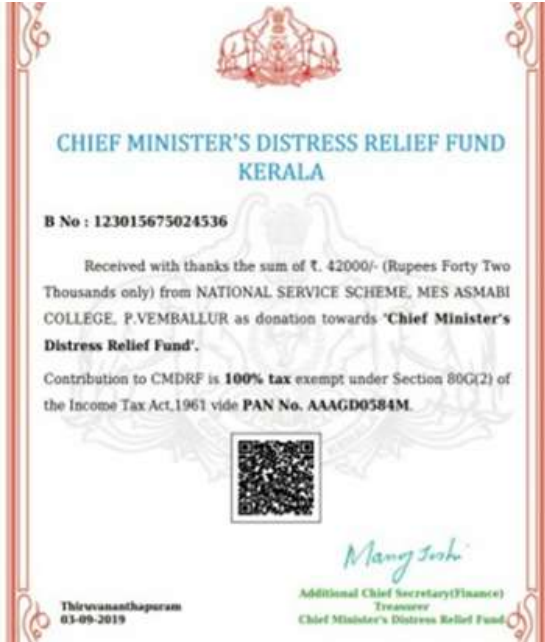 CHIEF MINISTER'S DISTRESS RELIEF FUND
KERALA
B No : 123015675024536
Received with thanks the sum of ₹. 42000/- (Rupees Forty Two
Thousands only) from NATIONAL SERVICE SCHEME, MES ASMABI
COLLEGE, P.VEMBALLUR as donation towards 'Chief Minister's
Distress Relief Fund'.
Contribution to CMDRF is 100% tax exempt under Section 80G(2) of
the Income Tax Act,1961 vide PAN No. AAAGD0584M.
Additional Chief Secretary(Finance)
Treasurer
Chief Minister's Distress Relief Fund
Thiruvananthapuram
03-09-2019